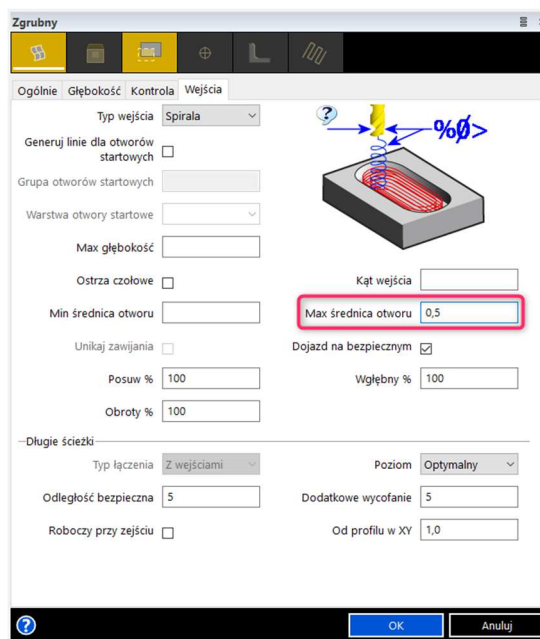 Zgrubny
Ogólnie Głębokość Kontrola Wejścia
Typ wejścia Spirala
%Ø>
Generuj linie dla otworów
startowych
Grupa otworów startowych
Warstwa otwory startowe
Max głębokość
Ostrza czołowe Kąt wejścia
Min średnica otworu Max średnica otworu 0,5
Unikaj zawijania Dojazd na bezpiecznym
Posuw % 100 Wgłębny % 100
Obroty % 100
Długie ścieżki
Typ łączenia Z wejściami Poziom Optymalny
Odległość bezpieczna 5 Dodatkowe wycofanie 5
Roboczy przy zejściu Od profilu w XY 1,0
OK Anuluj